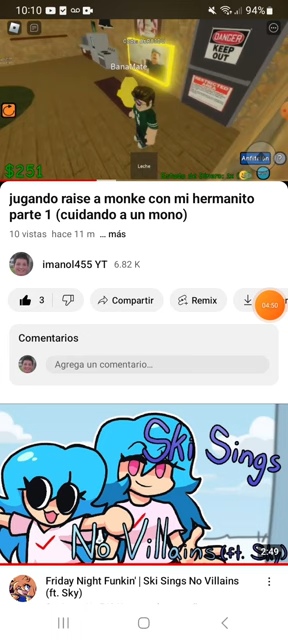 10:10
94%
BanaMate,
DANGER
KEEP
OUT
$251
Leche
Anfitrión
jugando raise a monke con mi hermanito
parte 1 (cuidando a un mono)
10 vistas hace 11 m ... más
imanol455 YT 6.82 K
3
Compartir
Remix
04:50
Comentarios
Agrega un comentario...
Ski Sings
No Villains (ft. Sky)
2:49
Friday Night Funkin' | Ski Sings No Villains
(ft. Sky)